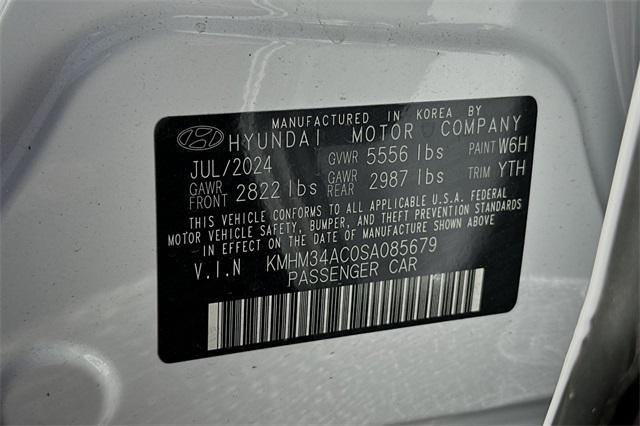 MANUFACTURED IN KOREA BY
HYUNDAI MOTOR COMPANY
JUL/2024 GVWR 5556 lbs PAINT W6H
GAWR FRONT 2822 lbs GAWR REAR 2987 lbs TRIM YTH
THIS VEHICLE CONFORMS TO ALL APPLICABLE U.S.A. FEDERAL
MOTOR VEHICLE SAFETY, BUMPER, AND THEFT PREVENTION STANDARDS
IN EFFECT ON THE DATE OF MANUFACTURE SHOWN ABOVE
V.I.N KMHM34AC0SA085679
PASSENGER CAR